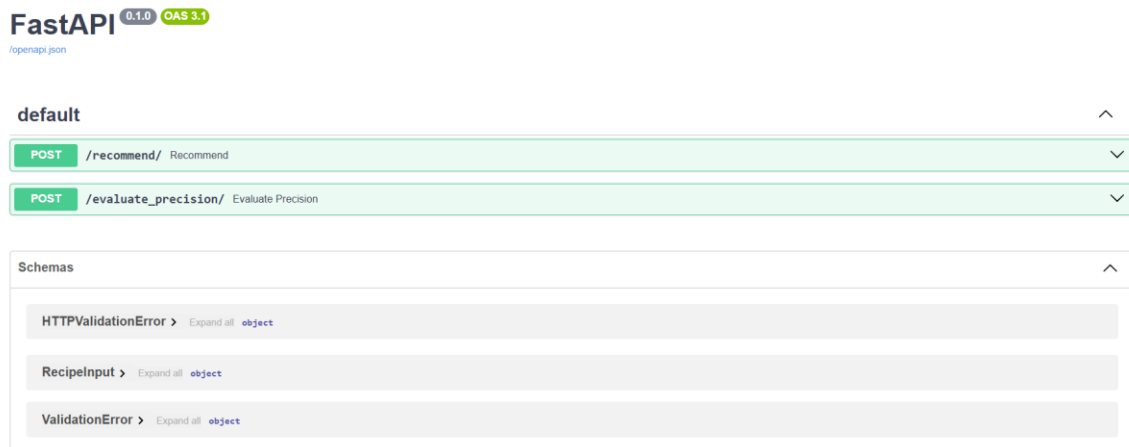 FastAPI 0.1.0 OAS 3.1
/openapi.json
default
POST /recommend/ Recommend
POST /evaluate_precision/ Evaluate Precision
Schemas
HTTPValidationError > Expand all object
RecipeInput > Expand all object
ValidationError > Expand all object